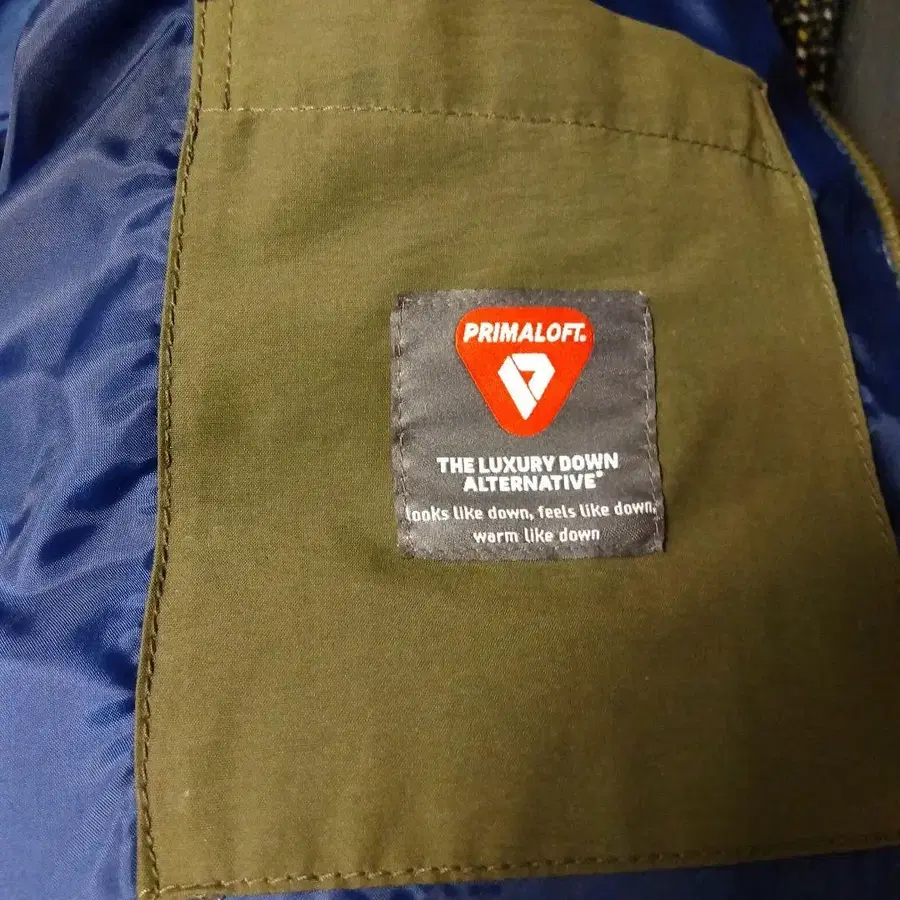 PRIMALOFT.
THE LUXURY DOWN
ALTERNATIVE®
looks like down, feels like down,
warm like down